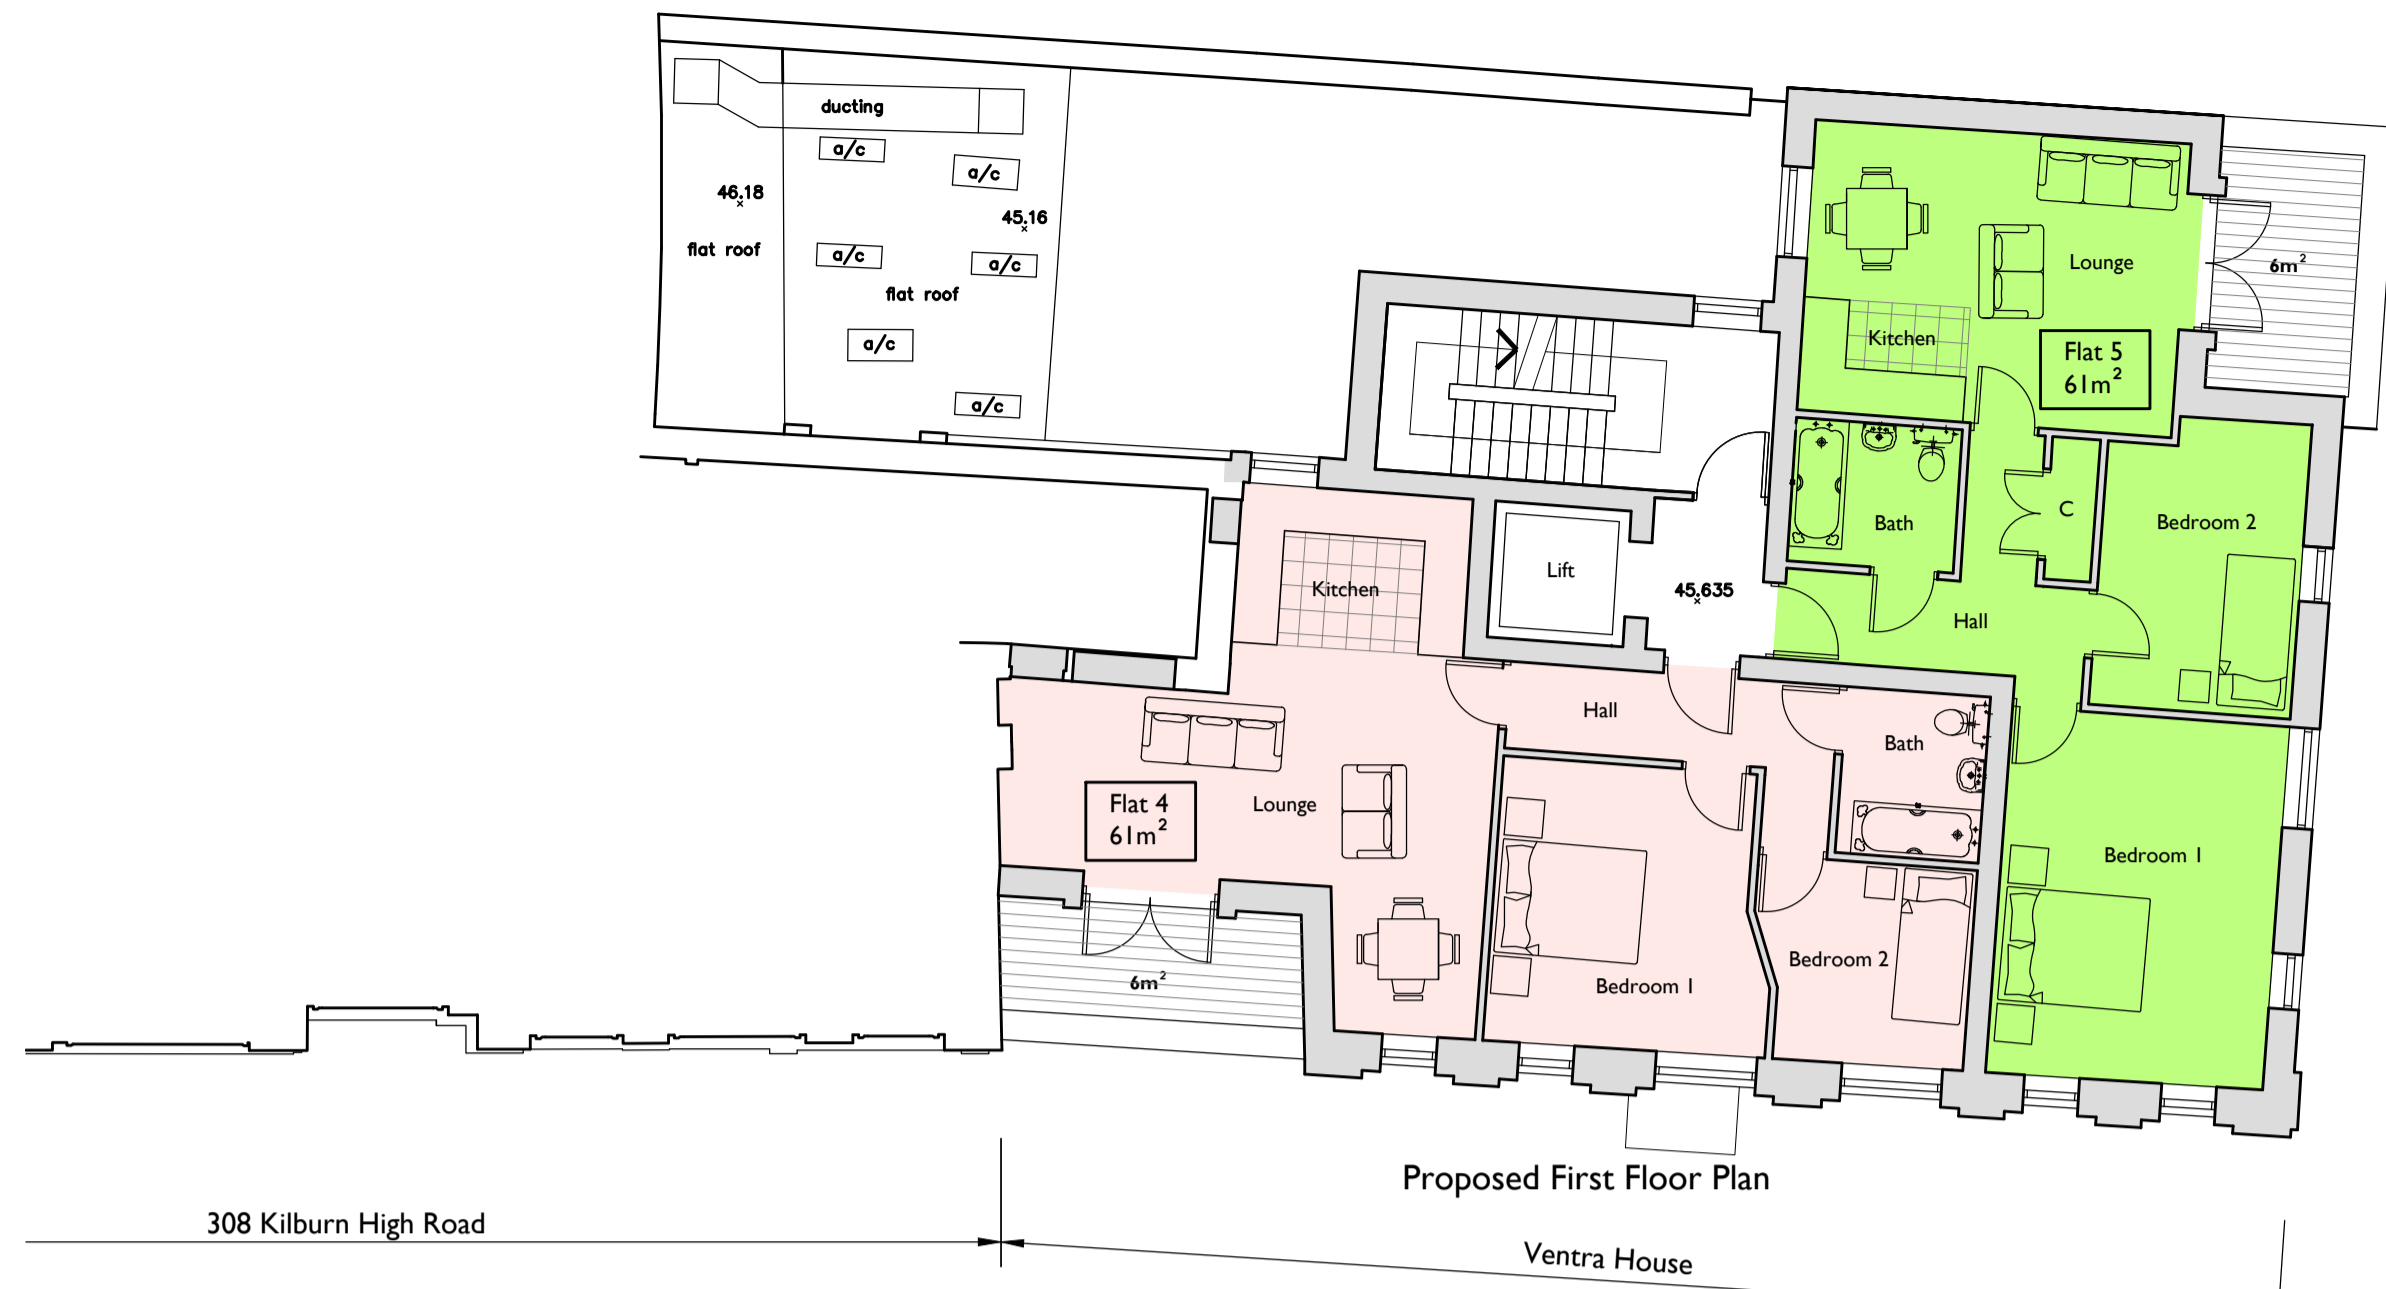 ducting
a/c
a/c
46.18
45.16
flat roof
a/c
a/c
flat roof
a/c
a/c
Lounge
6m²
Kitchen
Flat 5
61m²
Bath
C
Bedroom 2
Hall
Lift
45.635
Kitchen
Hall
Bath
Flat 4
61m²
Lounge
Bedroom 1
6m²
Bedroom 1
Bedroom 2
Proposed First Floor Plan
308 Kilburn High Road
Ventra House